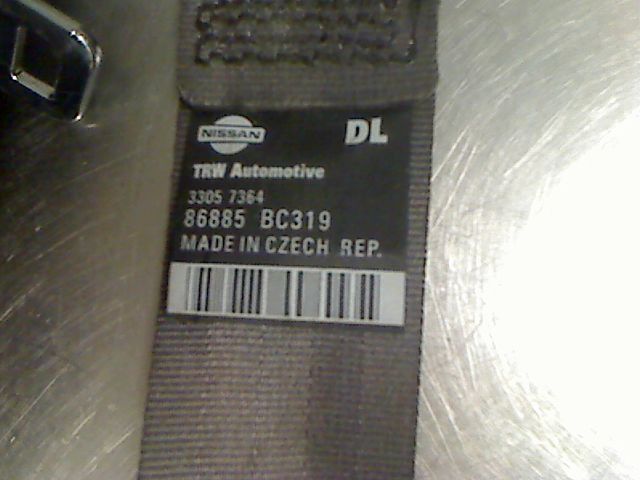 NISSAN DL
TRW Automotive
3305 7364
86885 BC319
MADE IN CZECH REP.